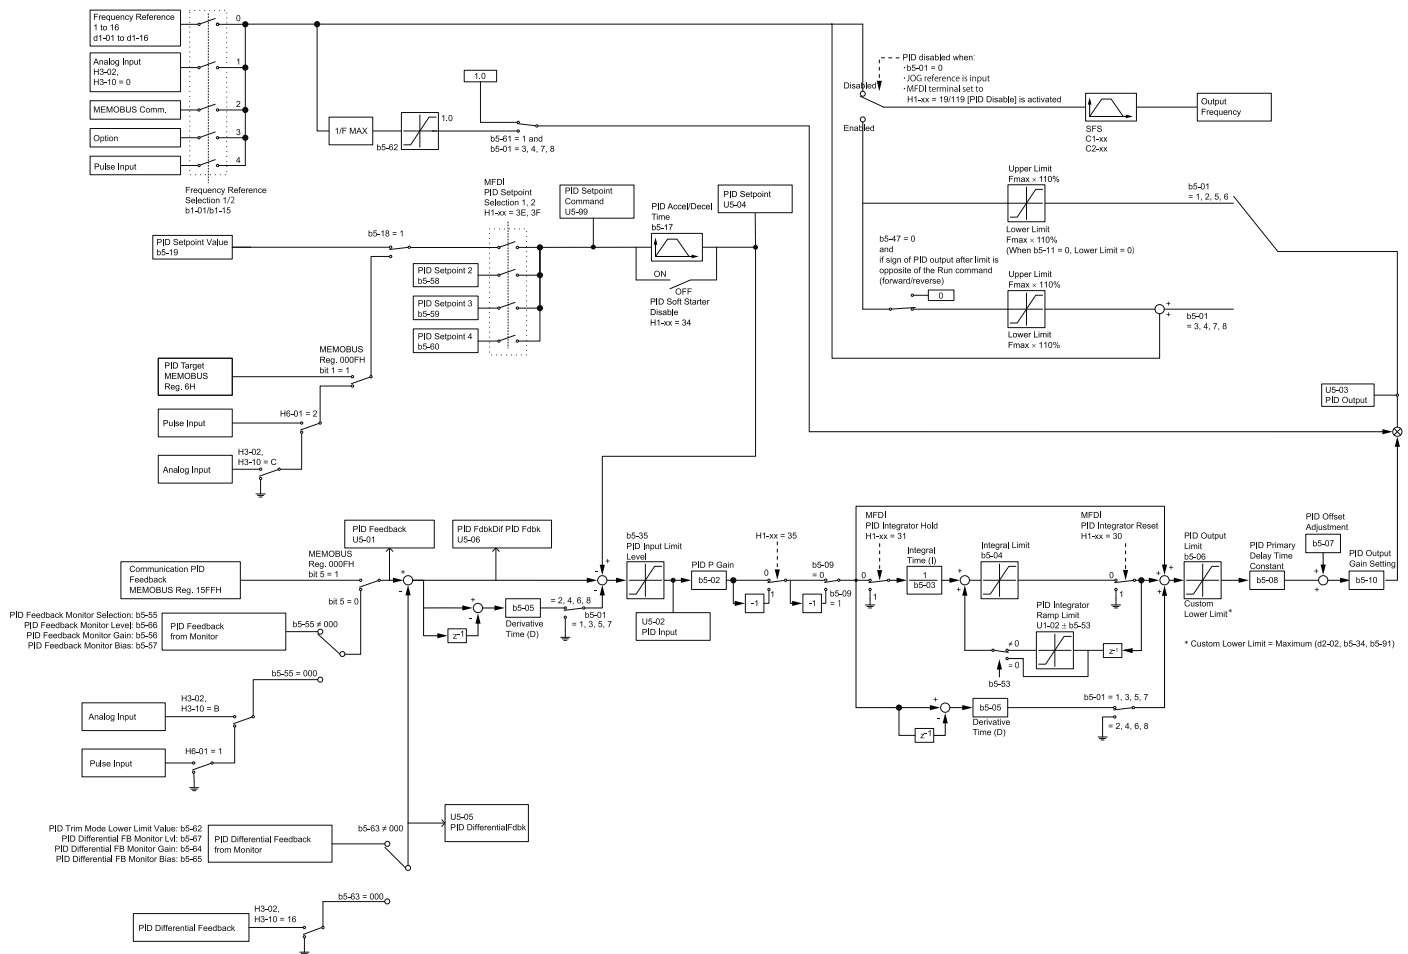 Frequency Reference
1 to 16
d1-01 to d1-16
0
Analog Input
H3-02,
H3-10 = 0
1
MEMOBUS Comm.
2
Option
3
Pulse Input
4
Frequency Reference
Selection 1/2
b1-01/b1-15
1/F MAX
b5-62
1.0
1.0
b5-61 = 1 and
b5-01 = 3, 4, 7, 8
PID disabled when:
·b5-01 = 0
·JOG reference is input
·MFDI terminal set to
H1-xx = 19/119 [PID Disable] is activated
Disabled
Enabled
SFS
C1-xx
C2-xx
Output
Frequency
Upper Limit
Fmax × 110%
Lower Limit
Fmax × 110%
(When b5-11 = 0, Lower Limit = 0)
b5-01
= 1, 2, 5, 6
b5-47 = 0
and
if sign of PID output after limit is
opposite of the Run command
(forward/reverse)
0
Upper Limit
Fmax × 110%
Lower Limit
Fmax × 110%
+
+
b5-01
= 3, 4, 7, 8
U5-03
PID Output
PID Setpoint Value
b5-19
b5-18 = 1
MFDI
PID Setpoint
Selection 1, 2
H1-xx = 3E, 3F
PID Setpoint 2
b5-58
PID Setpoint 3
b5-59
PID Setpoint 4
b5-60
PID Setpoint
Command
U5-99
PID Accel/Decel
Time
b5-17
PID Setpoint
U5-04
ON
OFF
PID Soft Starter
Disable
H1-xx = 34
PID Target
MEMOBUS
Reg. 6H
MEMOBUS
Reg. 000FH
bit 1 = 1
Pulse Input
H6-01 = 2
Analog Input
H3-02,
H3-10 = C
Communication PID
Feedback
MEMOBUS Reg. 15FFH
MEMOBUS
Reg. 000FH
bit 5 = 1
bit 5 = 0
PID Feedback
U5-01
PID FdbkDif PID Fdbk
U5-06
+
-
+
-
z-1
b5-05
Derivative
Time (D)
= 2, 4, 6, 8
b5-01
= 1, 3, 5, 7
+
-
-
b5-35
PID Input Limit
Level
U5-02
PID Input
PID P Gain
b5-02
H1-xx = 35
0
1
-1
b5-09
= 0
b5-09
= 1
-1
MFDI
PID Integrator Hold
H1-xx = 31
0
1
Integral
Time (I)
1
b5-03
+
+
Integral Limit
b5-04
MFDI
PID Integrator Reset
H1-xx = 30
0
1
PID Integrator
Ramp Limit
U1-02 ± b5-53
≠ 0
= 0
b5-53
z-1
+
+
+
PID Output
Limit
b5-06
Custom
Lower Limit*
PID Primary
Delay Time
Constant
b5-08
PID Offset
Adjustment
b5-07
+
+
PID Output
Gain Setting
b5-10
* Custom Lower Limit = Maximum (d2-02, b5-34, b5-91)
+
-
z-1
b5-05
Derivative
Time (D)
b5-01 = 1, 3, 5, 7
= 2, 4, 6, 8
PID Feedback Monitor Selection: b5-55
PID Feedback Monitor Level: b5-66
PID Feedback Monitor Gain: b5-56
PID Feedback Monitor Bias: b5-57
PID Feedback
from Monitor
b5-55 ≠ 000
b5-55 = 000
Analog Input
H3-02,
H3-10 = B
Pulse Input
H6-01 = 1
PID Trim Mode Lower Limit Value: b5-62
PID Differential FB Monitor Lvl: b5-67
PID Differential FB Monitor Gain: b5-64
PID Differential FB Monitor Bias: b5-65
PID Differential Feedback
from Monitor
b5-63 ≠ 000
U5-05
PID DifferentialFdbk
b5-63 = 000
PID Differential Feedback
H3-02,
H3-10 = 16